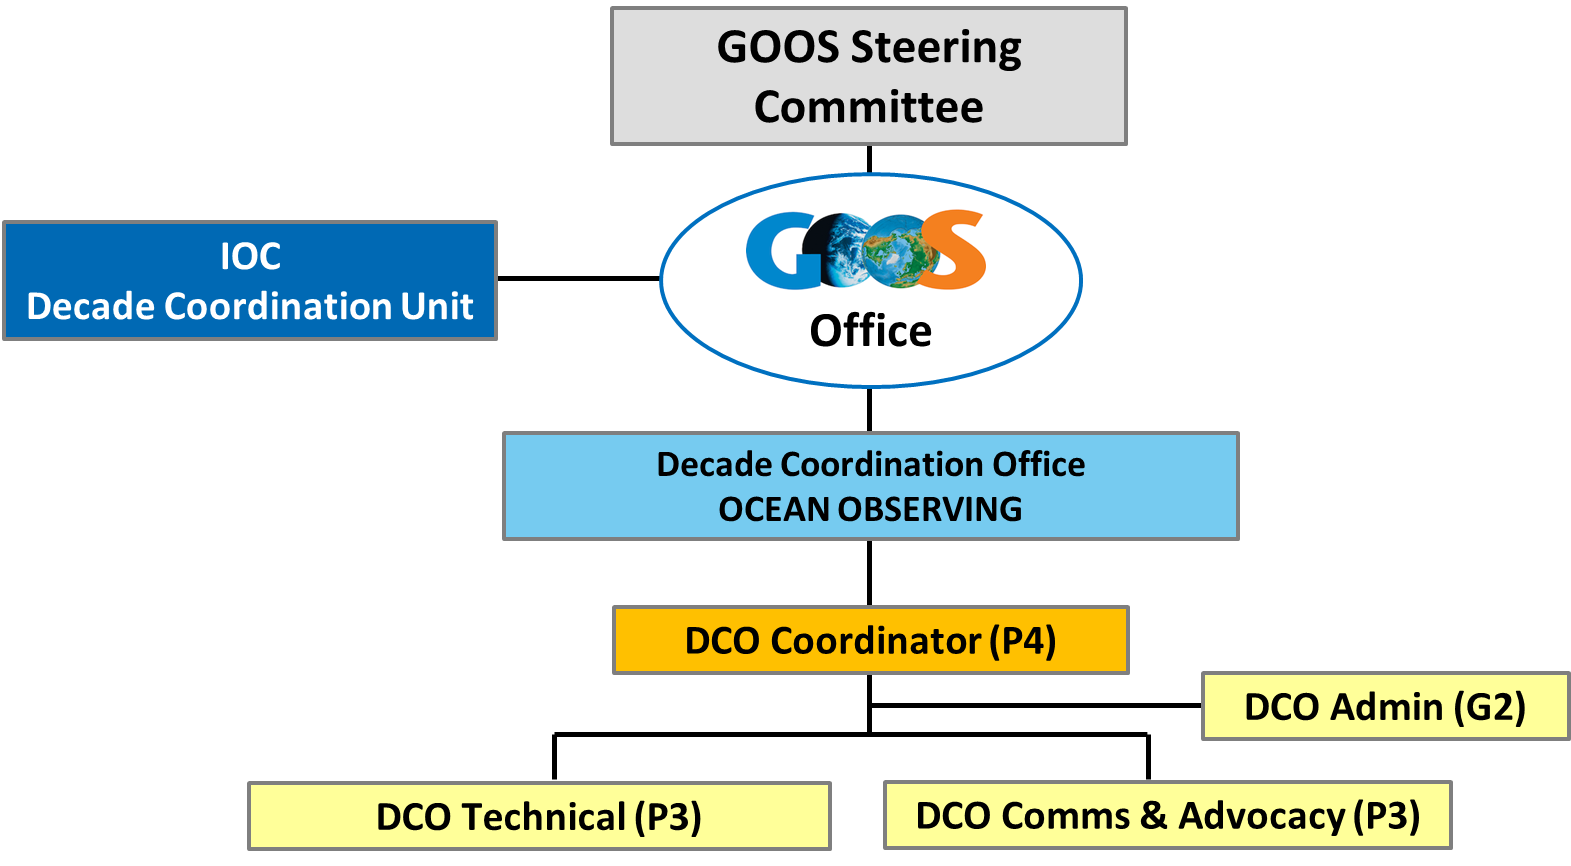 GOOS Steering
Committee
GOOS
Office
IOC
Decade Coordination Unit
Decade Coordination Office
OCEAN OBSERVING
DCO Coordinator (P4)
DCO Admin (G2)
DCO Technical (P3)
DCO Comms & Advocacy (P3)